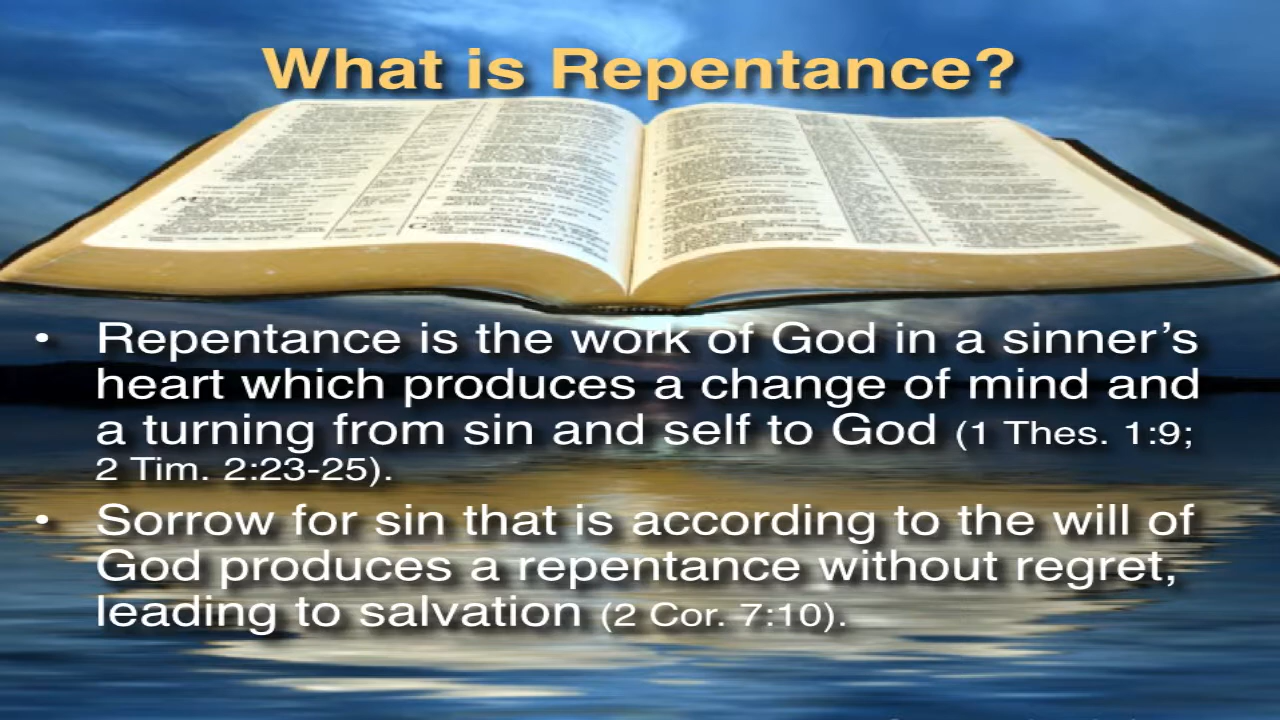 What is Repentance?
• Repentance is the work of God in a sinner's
heart which produces a change of mind and
a turning from sin and self to God (1 Thes. 1:9;
2 Tim. 2:23-25).
• Sorrow for sin that is according to the will of
God produces a repentance without regret,
leading to salvation (2 Cor. 7:10).